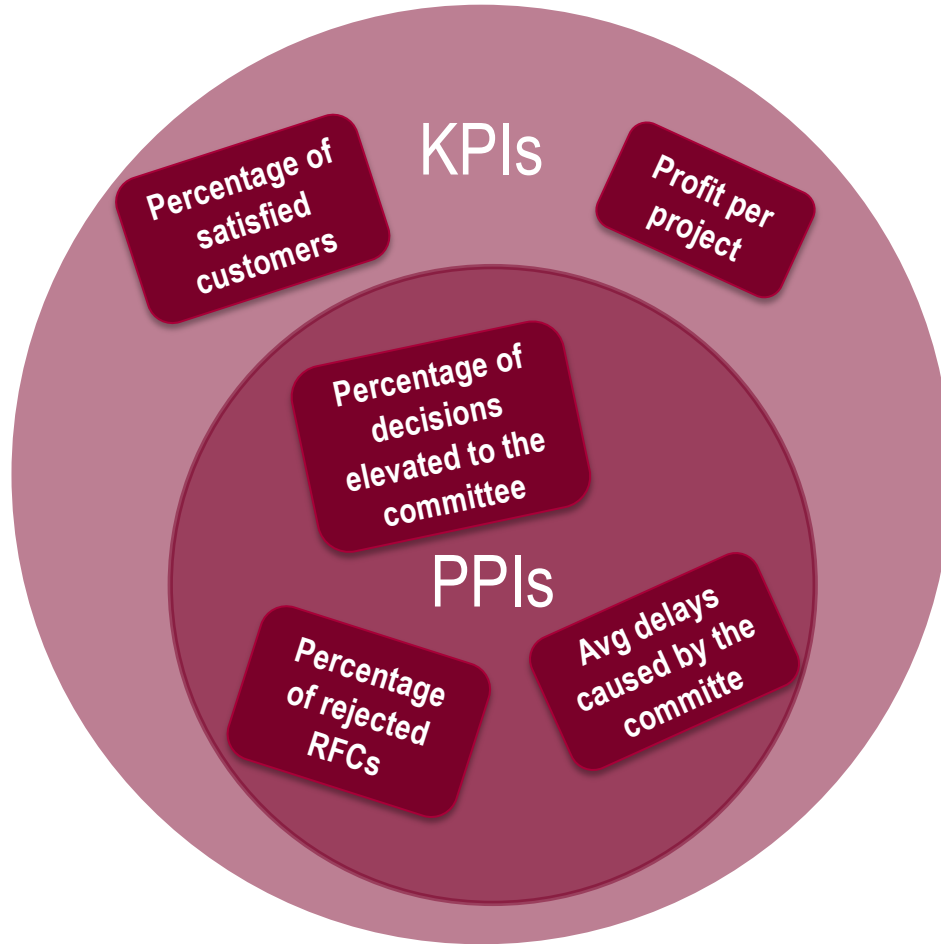 KPIs
Percentage of
satisfied
customers
Profit per
project
Percentage of
decisions
elevated to the
committee
PPIs
Percentage
of rejected
RFCs
Avg delays
caused by the
committe